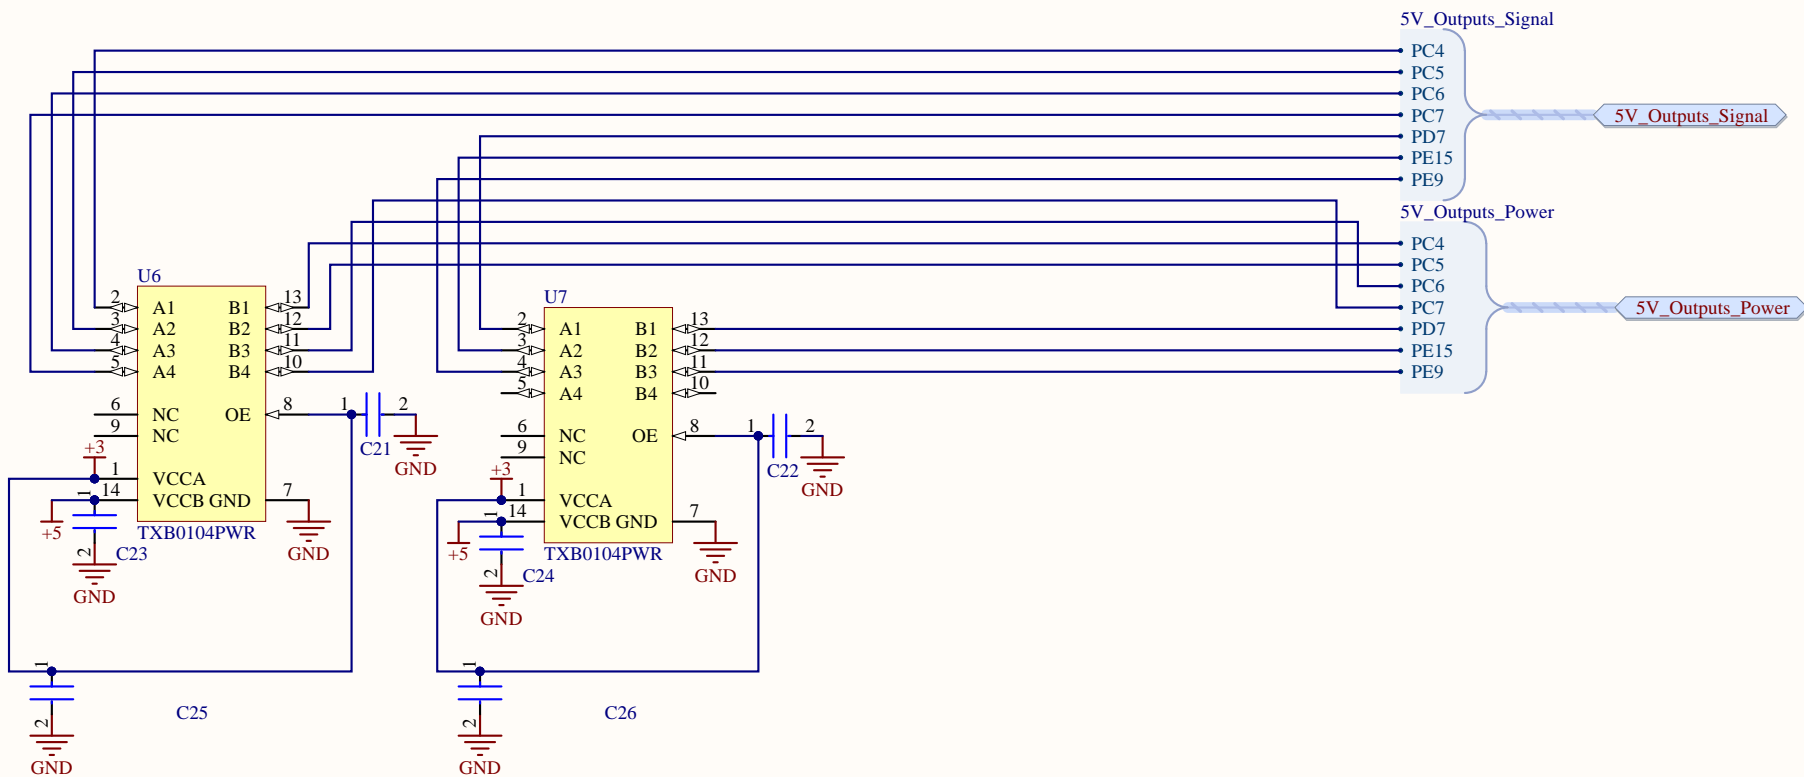 5V_Outputs_Signal
PC4
PC5
PC6
PC7
PD7
PE15
PE9
5V_Outputs_Signal
5V_Outputs_Power
PC4
PC5
PC6
PC7
PD7
PE15
PE9
5V_Outputs_Power
U6
2 A1 B1 13
3 A2 B2 12
4 A3 B3 11
5 A4 B4 10
6 NC OE 8
9 NC
1 VCCA
14 VCCB GND 7
TXB0104PWR
+3
+5
1 2
C21
GND
GND
1
2
C23
GND
1
2
C25
GND
U7
2 A1 B1 13
3 A2 B2 12
4 A3 B3 11
5 A4 B4 10
6 NC OE 8
9 NC
1 VCCA
14 VCCB GND 7
TXB0104PWR
+3
+5
1 2
C22
GND
GND
1
2
C24
GND
1
2
C26
GND